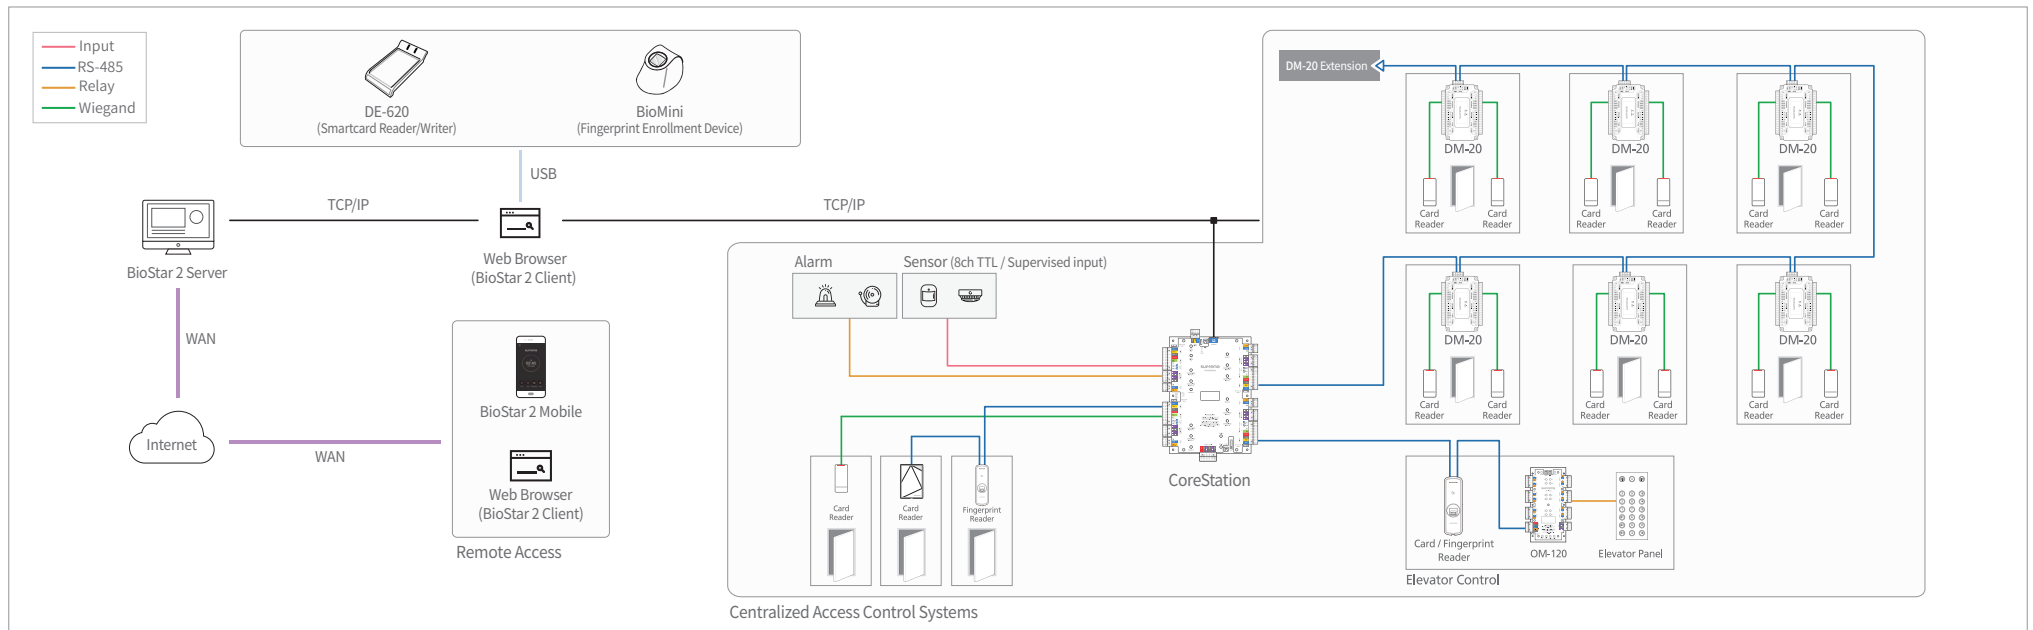 Input
RS-485
Relay
Wiegand
DE-620
(Smartcard Reader/Writer)
BioMini
(Fingerprint Enrollment Device)
USB
TCP/IP
TCP/IP
BioStar 2 Server
Web Browser
(BioStar 2 Client)
WAN
Internet
WAN
BioStar 2 Mobile
Web Browser
(BioStar 2 Client)
Remote Access
Alarm
Sensor (8ch TTL / Supervised input)
CoreStation
Card
Reader
Card
Reader
Fingerprint
Reader
Centralized Access Control Systems
DM-20 Extension
DM-20
Card
Reader
Card
Reader
DM-20
Card
Reader
Card
Reader
DM-20
Card
Reader
Card
Reader
DM-20
Card
Reader
Card
Reader
DM-20
Card
Reader
Card
Reader
DM-20
Card
Reader
Card
Reader
Card / Fingerprint
Reader
OM-120
Elevator Panel
Elevator Control